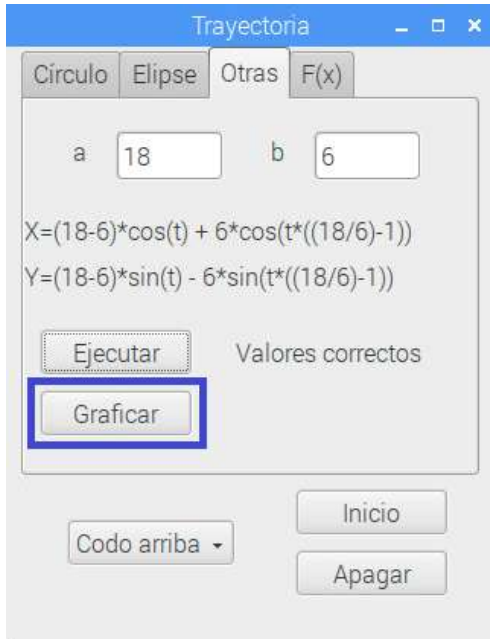 Trayectoria
Círculo Elipse Otras F(x)
a 18 b 6
X=(18-6)*cos(t) + 6*cos(t*((18/6)-1))
Y=(18-6)*sin(t) - 6*sin(t*((18/6)-1))
Ejecutar Valores correctos
Graficar
Inicio
Codo arriba
Apagar